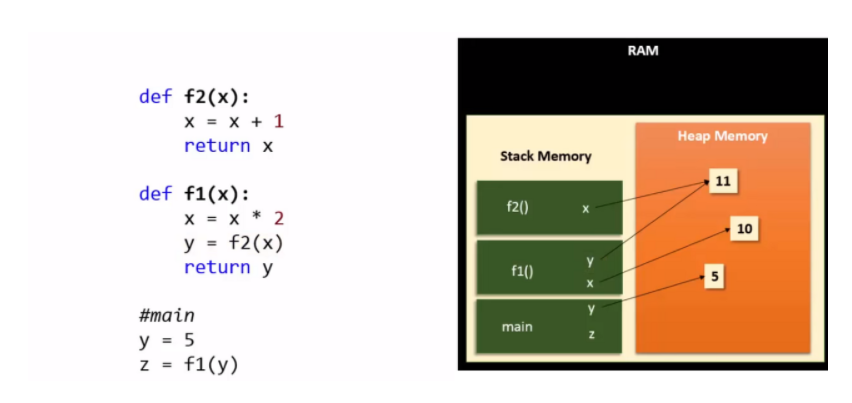 def f2(x):
    x = x + 1
    return x
def f1(x):
    x = x * 2
    y = f2(x)
    return y
#main
y = 5
z = f1(y)
RAM
Stack Memory
f2() x
f1() y
x
main y
z
Heap Memory
11
10
5